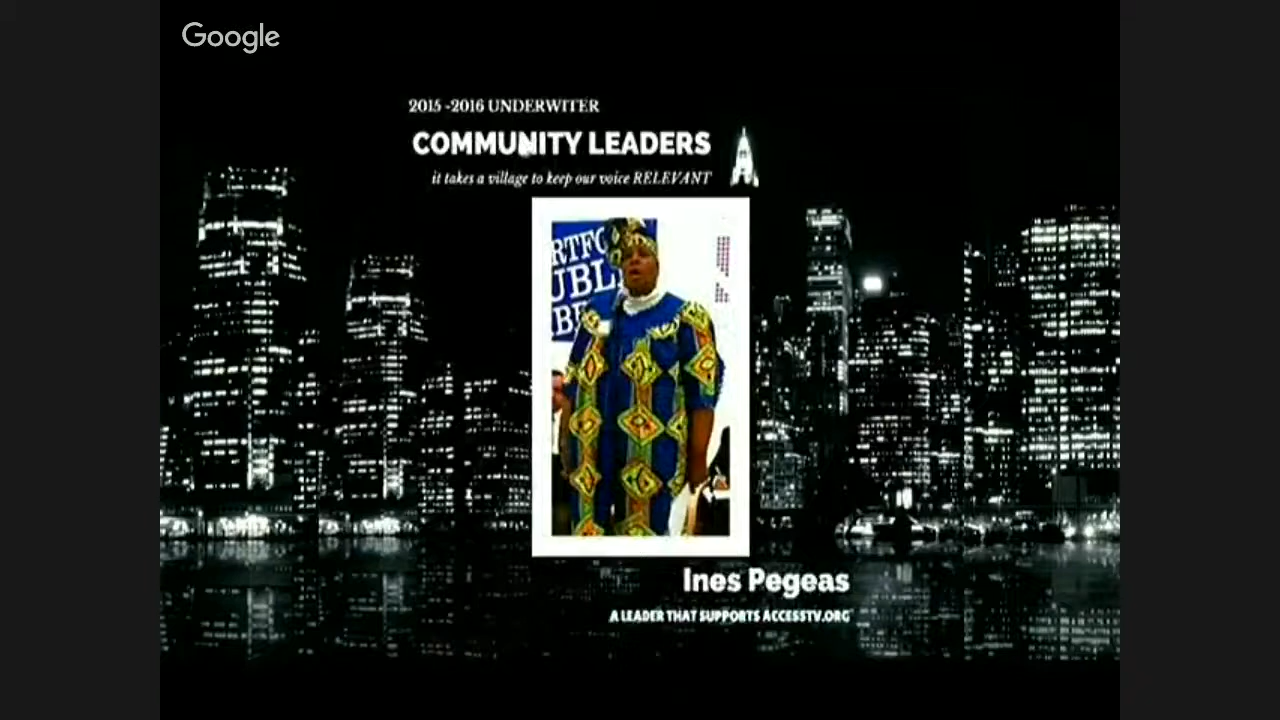 Google
2015 -2016 UNDERWITER
COMMUNITY LEADERS
it takes a village to keep our voice RELEVANT
Ines Pegeas
A LEADER THAT SUPPORTS ACCESSTV.ORG